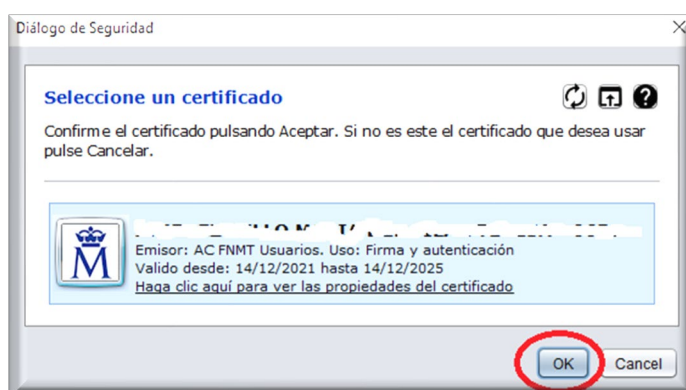 Diálogo de Seguridad
Seleccione un certificado
Confirme el certificado pulsando Aceptar. Si no es este el certificado que desea usar
pulse Cancelar.
Emisor: AC FNMT Usuarios. Uso: Firma y autenticación
Valido desde: 14/12/2021 hasta 14/12/2025
Haga clic aquí para ver las propiedades del certificado
OK
Cancel